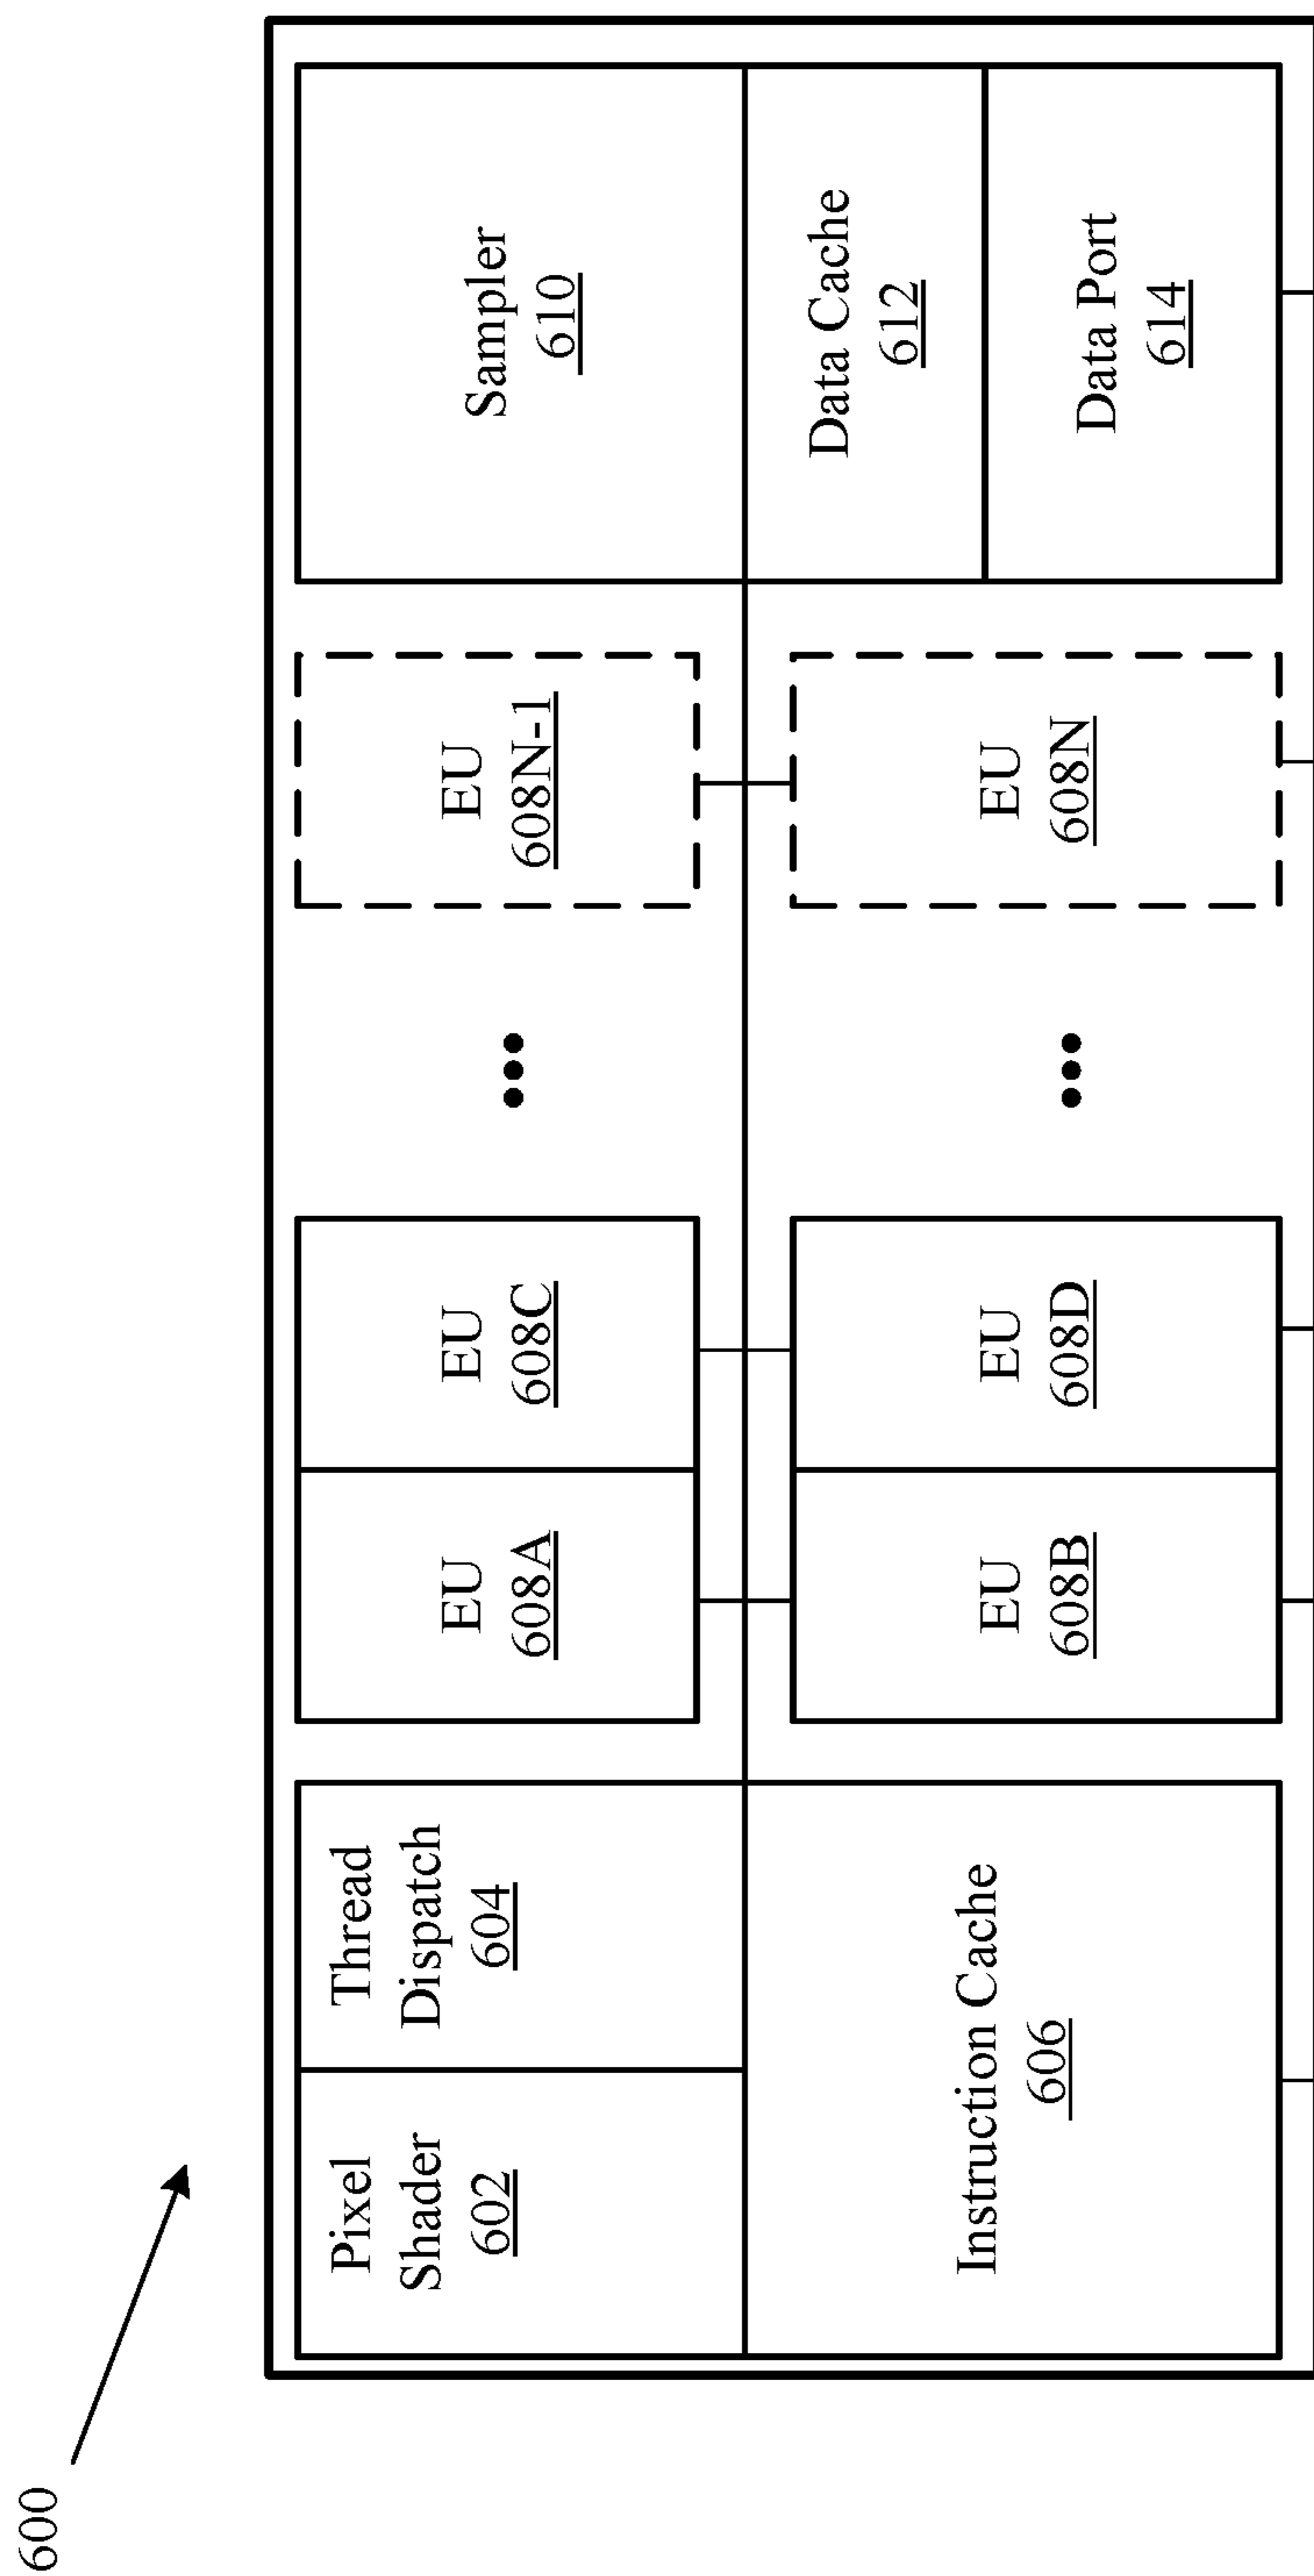 600
Pixel
Shader
602
Thread
Dispatch
604
Instruction Cache
606
EU
608A
EU
608C
EU
608B
EU
608D
•••
•••
EU
608N-1
EU
608N
Sampler
610
Data Cache
612
Data Port
614